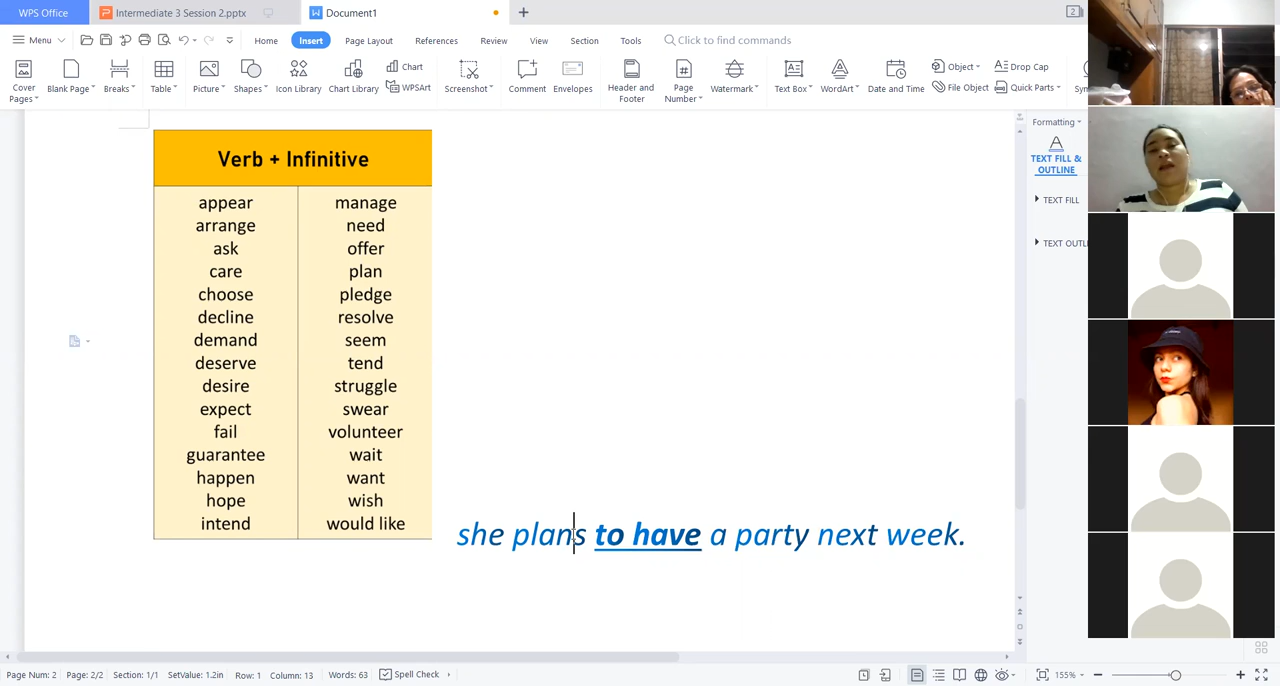 WPS Office Intermediate 3 Session 2.pptx Document1 2
Menu Home Insert Page Layout References Review View Section Tools Click to find commands
Cover Pages Blank Page Breaks Table Picture Shapes Icon Library Chart Library Chart WPSArt Screenshot Comment Envelopes Header and Footer Page Number Watermark Text Box WordArt Date and Time Object File Object Drop Cap Quick Parts Sym
Formatting
TEXT FILL & OUTLINE
TEXT FILL
TEXT OUTLI
Verb + Infinitive
appear manage
arrange need
ask offer
care plan
choose pledge
decline resolve
demand seem
deserve tend
desire struggle
expect swear
fail volunteer
guarantee wait
happen want
hope wish
intend would like
she plans to have a party next week.
Page Num: 2 Page: 2/2 Section: 1/1 SetValue: 1.2in Row: 1 Column: 13 Words: 63 Spell Check 155%